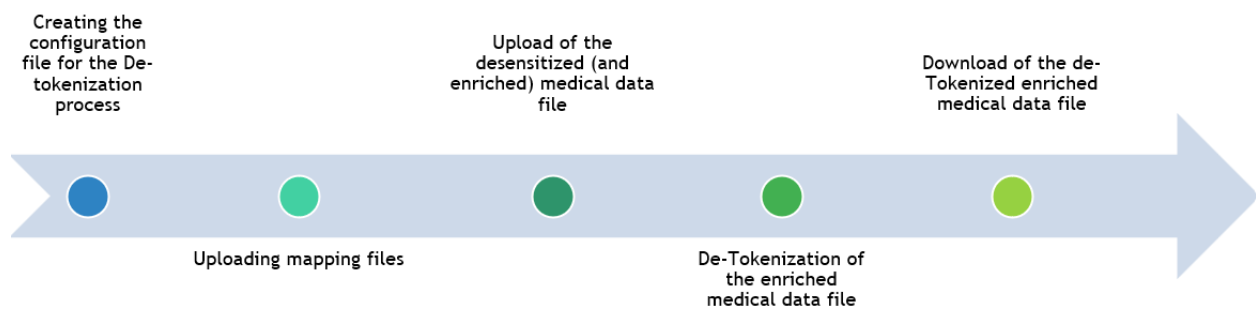 Creating the
configuration
file for the De-
tokenization
process
Uploading mapping files
Upload of the
desensitized (and
enriched) medical data
file
De-Tokenization of
the enriched
medical data file
Download of the de-
Tokenized enriched
medical data file